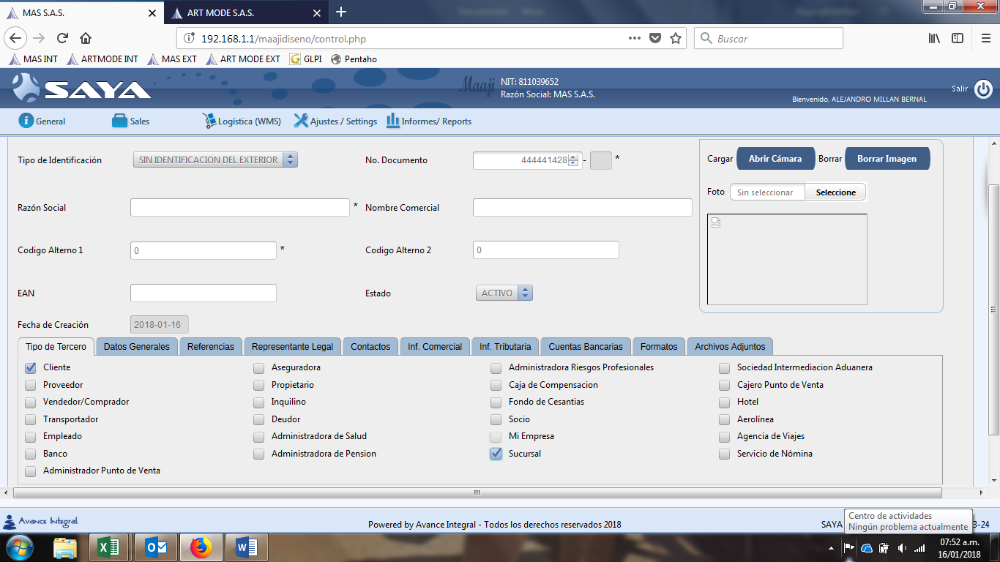 MAS S.A.S.
ART MODE S.A.S.
192.168.1.1/maajidiseno/control.php
Buscar
MAS INT
ARTMODE INT
MAS EXT
ART MODE EXT
GLPI
Pentaho
SAYA
Maaji
NIT: 811039652
Razón Social: MAS S.A.S.
Bienvenido, ALEJANDRO MILLAN BERNAL
Salir
General
Sales
Logística (WMS)
Ajustes / Settings
Informes/ Reports
Tipo de Identificación
SIN IDENTIFICACION DEL EXTERIOR
No. Documento
444441428 - *
Cargar
Abrir Cámara
Borrar
Borrar Imagen
Foto
Sin seleccionar
Seleccione
Razón Social
*
Nombre Comercial
Codigo Alterno 1
0
*
Codigo Alterno 2
0
EAN
Estado
ACTIVO
Fecha de Creación
2018-01-16
Tipo de Tercero
Datos Generales
Referencias
Representante Legal
Contactos
Inf. Comercial
Inf. Tributaria
Cuentas Bancarias
Formatos
Archivos Adjuntos
Cliente
Aseguradora
Administradora Riesgos Profesionales
Sociedad Intermediacion Aduanera
Proveedor
Propietario
Caja de Compensacion
Cajero Punto de Venta
Vendedor/Comprador
Inquilino
Fondo de Cesantias
Hotel
Transportador
Deudor
Socio
Aerolínea
Empleado
Administradora de Salud
Mi Empresa
Agencia de Viajes
Banco
Administradora de Pension
Sucursal
Servicio de Nómina
Administrador Punto de Venta
Avance Integral
Powered by Avance Integral - Todos los derechos reservados 2018
SAYA
3-24
Centro de actividades
Ningún problema actualmente
07:52 a.m.
16/01/2018